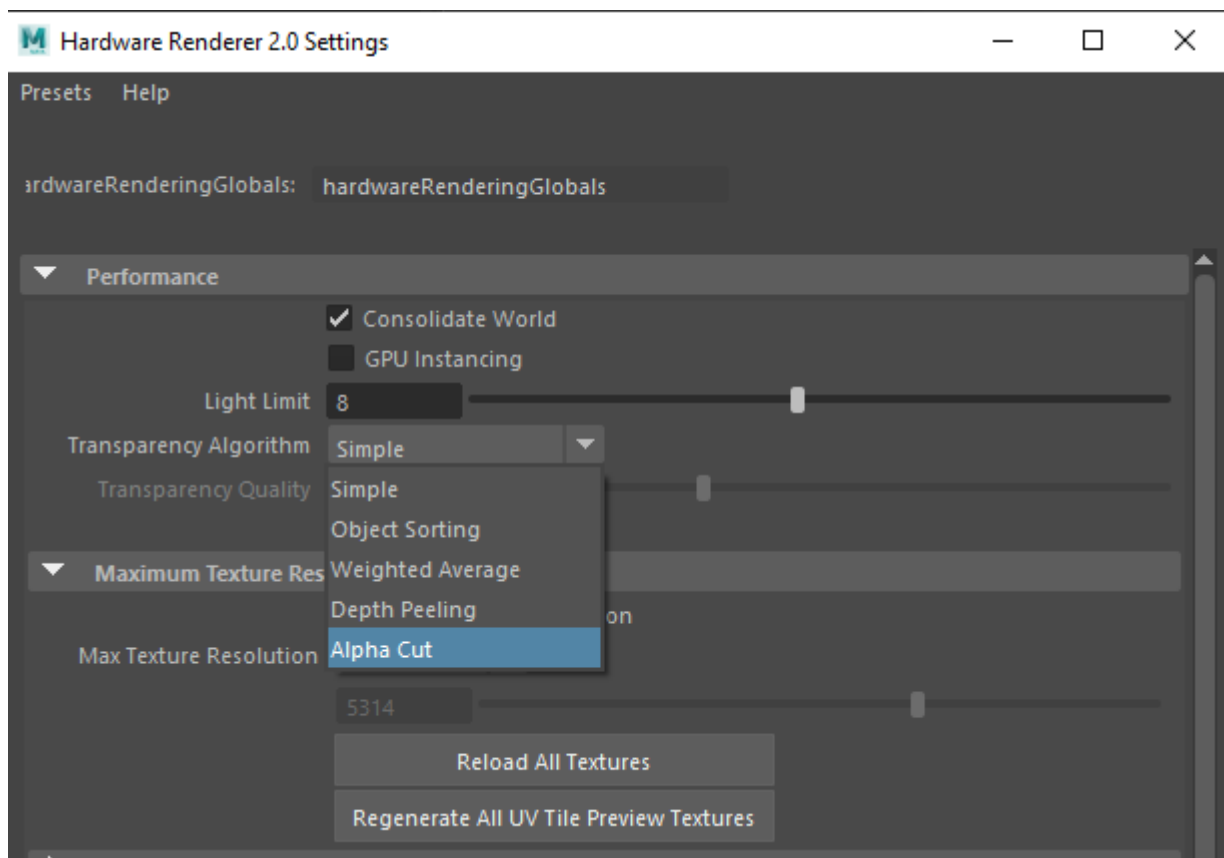 Hardware Renderer 2.0 Settings
Presets Help
ardwareRenderingGlobals: hardwareRenderingGlobals
Performance
Consolidate World
GPU Instancing
Light Limit 8
Transparency Algorithm Simple
Transparency Quality Simple
Object Sorting
Maximum Texture Res Weighted Average
Depth Peeling on
Max Texture Resolution Alpha Cut
5314
Reload All Textures
Regenerate All UV Tile Preview Textures